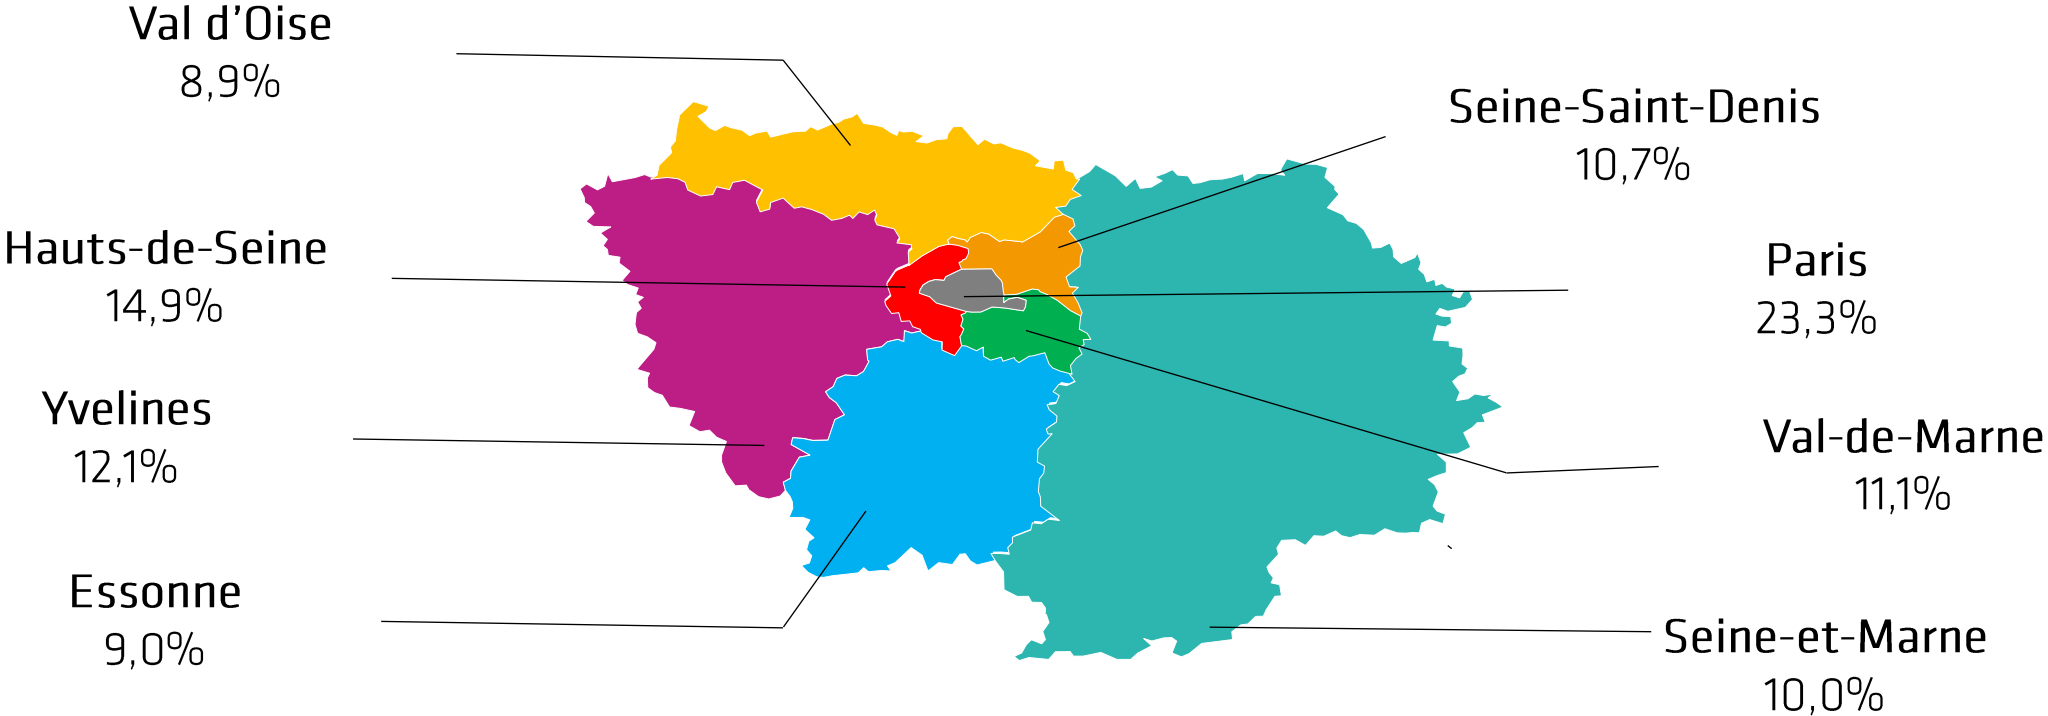 Val d’Oise
8,9%
Seine-Saint-Denis
10,7%
Hauts-de-Seine
14,9%
Paris
23,3%
Yvelines
12,1%
Val-de-Marne
11,1%
Essonne
9,0%
Seine-et-Marne
10,0%